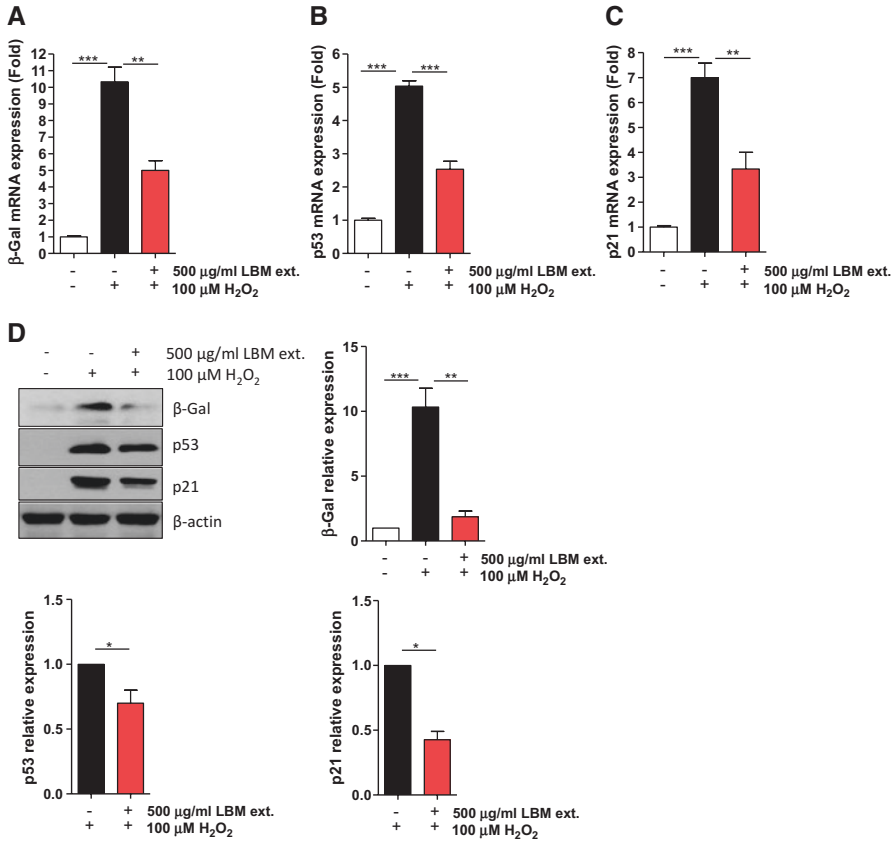 A
β-Gal mRNA expression (Fold)
12
11
10
9
8
7
6
5
4
3
2
1
0
*** **
- - + 500 μg/ml LBM ext.
- + + 100 μM H₂O₂
B
p53 mRNA expression (Fold)
6
5
4
3
2
1
0
*** ***
- - + 500 μg/ml LBM ext.
- + + 100 μM H₂O₂
C
p21 mRNA expression (Fold)
8
7
6
5
4
3
2
1
0
*** **
- - + 500 μg/ml LBM ext.
- + + 100 μM H₂O₂
D
- - + 500 μg/ml LBM ext.
- + + 100 μM H₂O₂
β-Gal
p53
p21
β-actin
β-Gal relative expression
15
10
5
0
*** **
- - + 500 μg/ml LBM ext.
- + + 100 μM H₂O₂
p53 relative expression
1.5
1.0
0.5
0.0
*
- + 500 μg/ml LBM ext.
+ + 100 μM H₂O₂
p21 relative expression
1.5
1.0
0.5
0.0
*
- + 500 μg/ml LBM ext.
+ + 100 μM H₂O₂